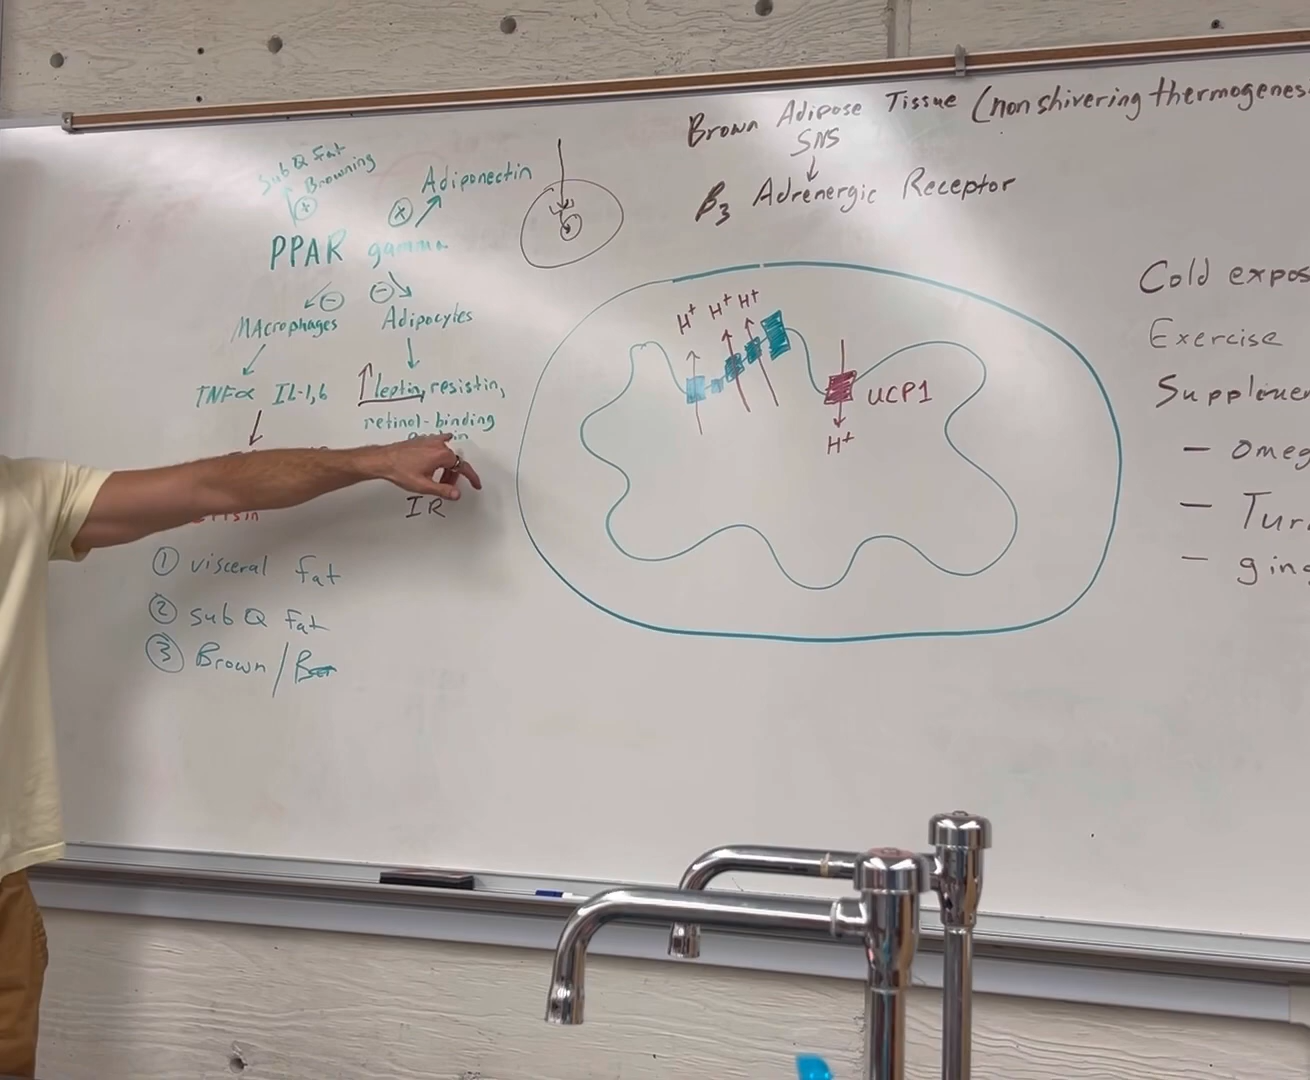 Sub Q Fat
Browning
+
Adiponectin
+
PPAR gamma
-
-
MAcrophages
Adipocytes
TNFα IL-1,6
↑leptin, resistin,
retinol-binding
IR
① visceral fat
② sub Q Fat
③ Brown/
Brown Adipose Tissue (non shivering thermogenes
SNS
↓
β3 Adrenergic Receptor
H+ H+ H+
UCP1
H+
Cold expos
Exercise
Supplemen
- Omeg
- Tur
- ging